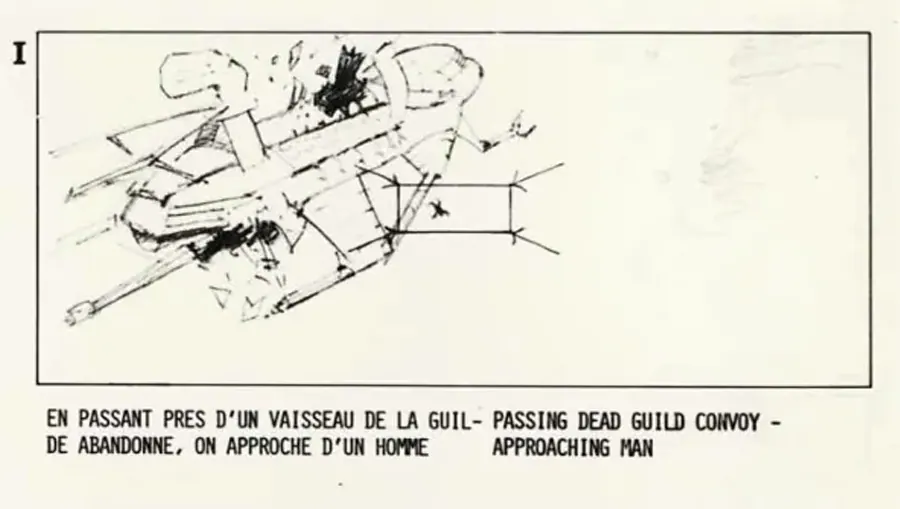 I
EN PASSANT PRES D'UN VAISSEAU DE LA GUIL-
DE ABANDONNE, ON APPROCHE D'UN HOMME
PASSING DEAD GUILD CONVOY -
APPROACHING MAN